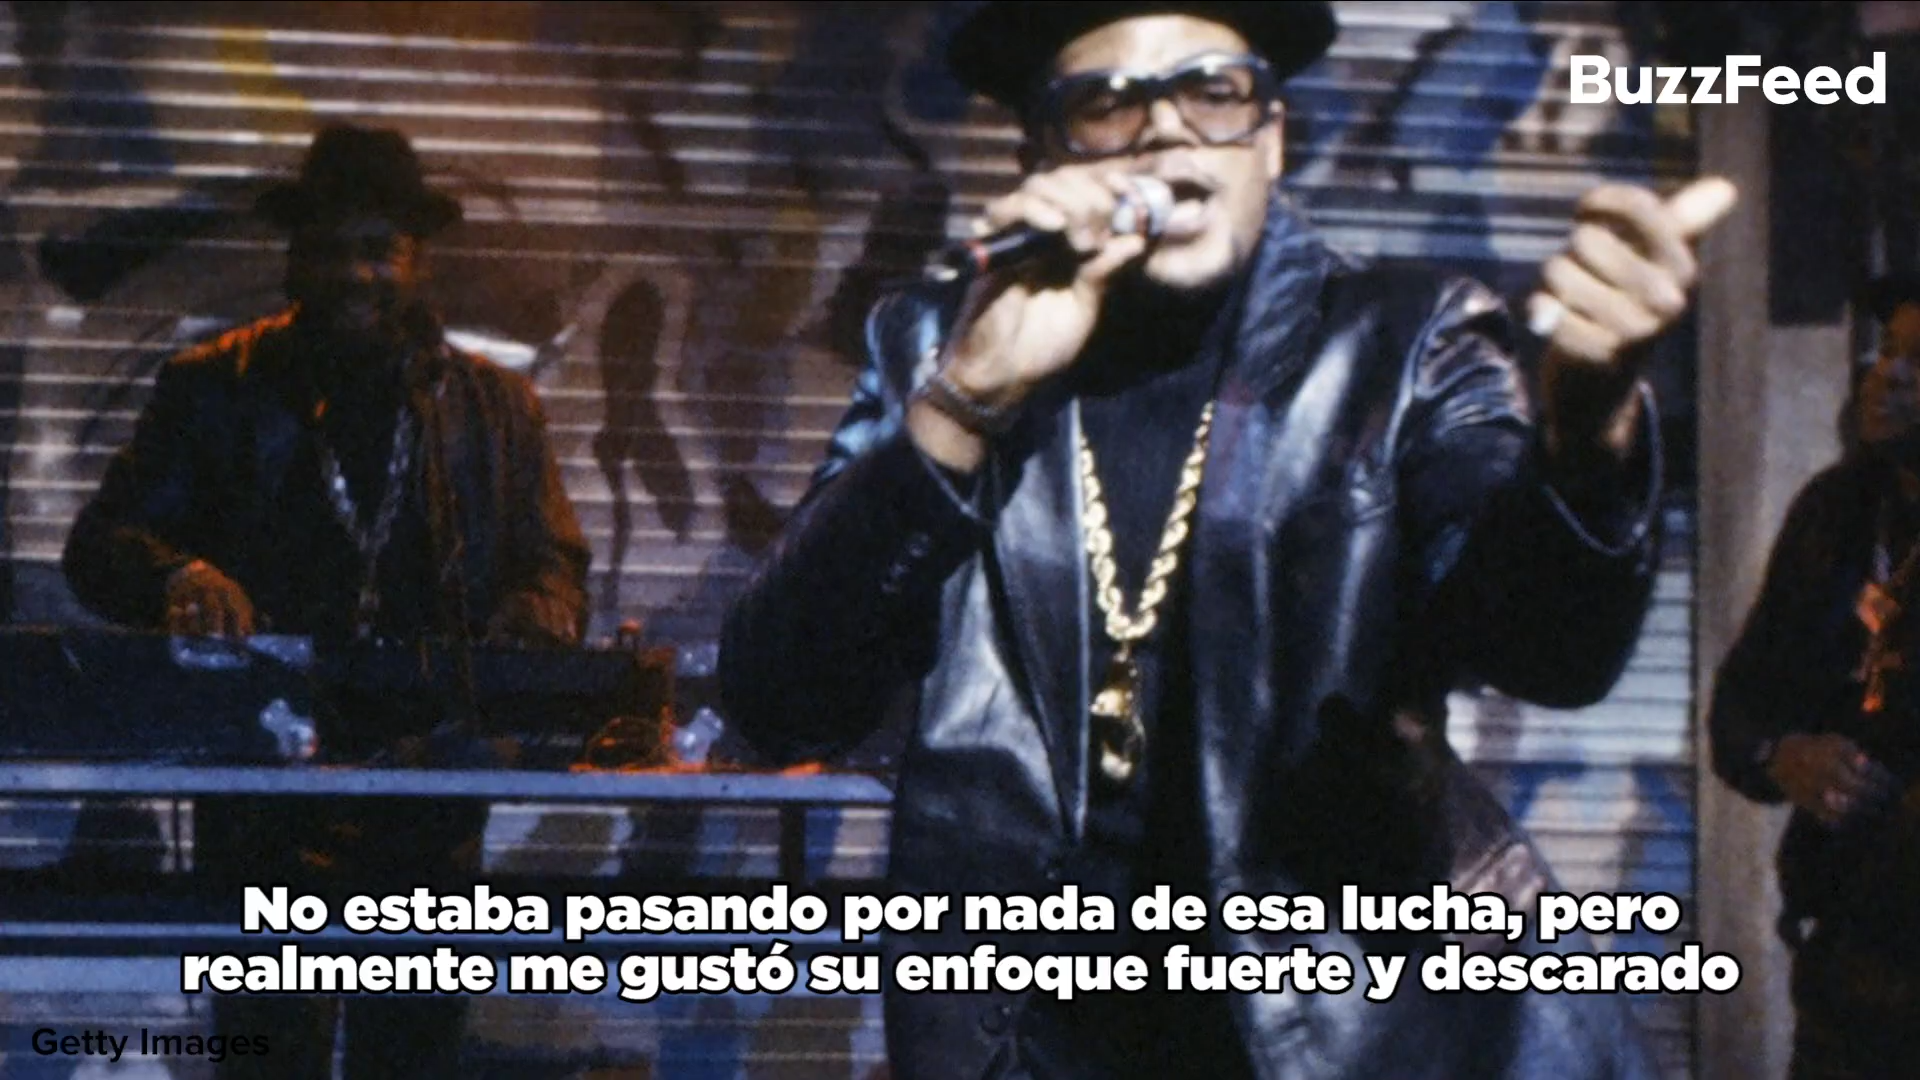 BuzzFeed
No estaba pasando por nada de esa lucha, pero
realmente me gustó su enfoque fuerte y descarado
Getty Images